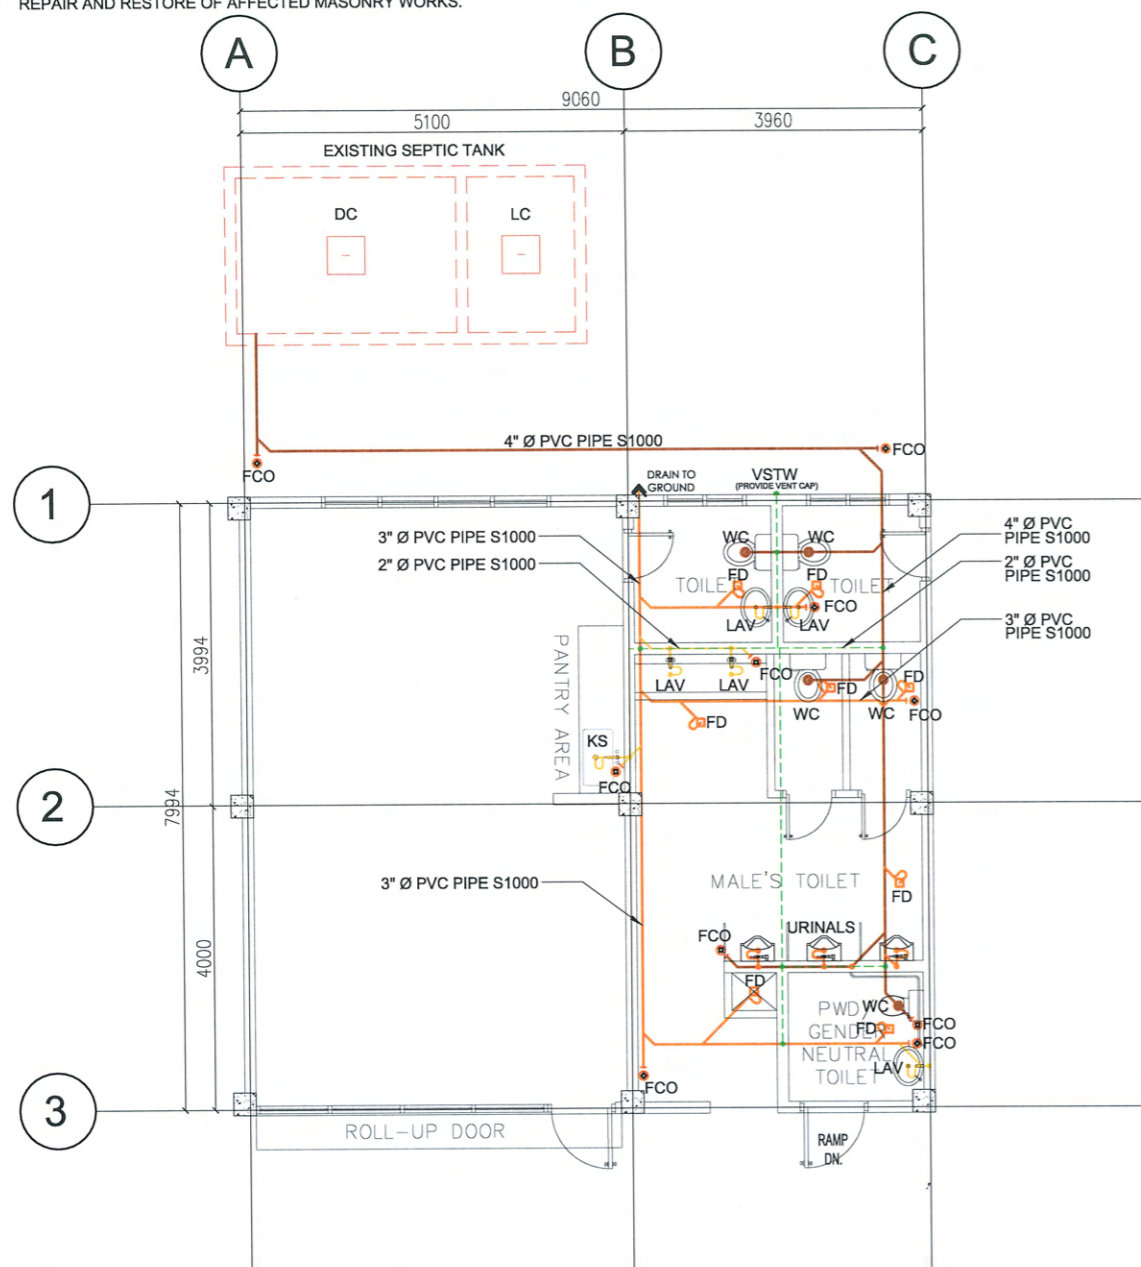 REPAIR AND RESTORE OF AFFECTED MASONRY WORKS.
A
B
C
9060
5100
3960
EXISTING SEPTIC TANK
DC
LC
4" Ø PVC PIPE S1000
FCO
FCO
1
DRAIN TO
GROUND
VSTW
(PROVIDE VENT CAP)
3" Ø PVC PIPE S1000
2" Ø PVC PIPE S1000
4" Ø PVC
PIPE S1000
2" Ø PVC
PIPE S1000
3" Ø PVC
PIPE S1000
WC
WC
TOILE
FD
FD
TOILET
FCO
LAV
LAV
3994
7994
PANTRY AREA
LAV
LAV
FCO
FD
FD
WC
WC
FCO
FD
KS
FCO
2
3" Ø PVC PIPE S1000
MALE'S TOILET
FD
4000
FCO
URINALS
FD
WC
PWD/
GENDER
NEUTRAL
TOILET
FD
FCO
FCO
LAV
FCO
3
ROLL-UP DOOR
RAMP
DN.